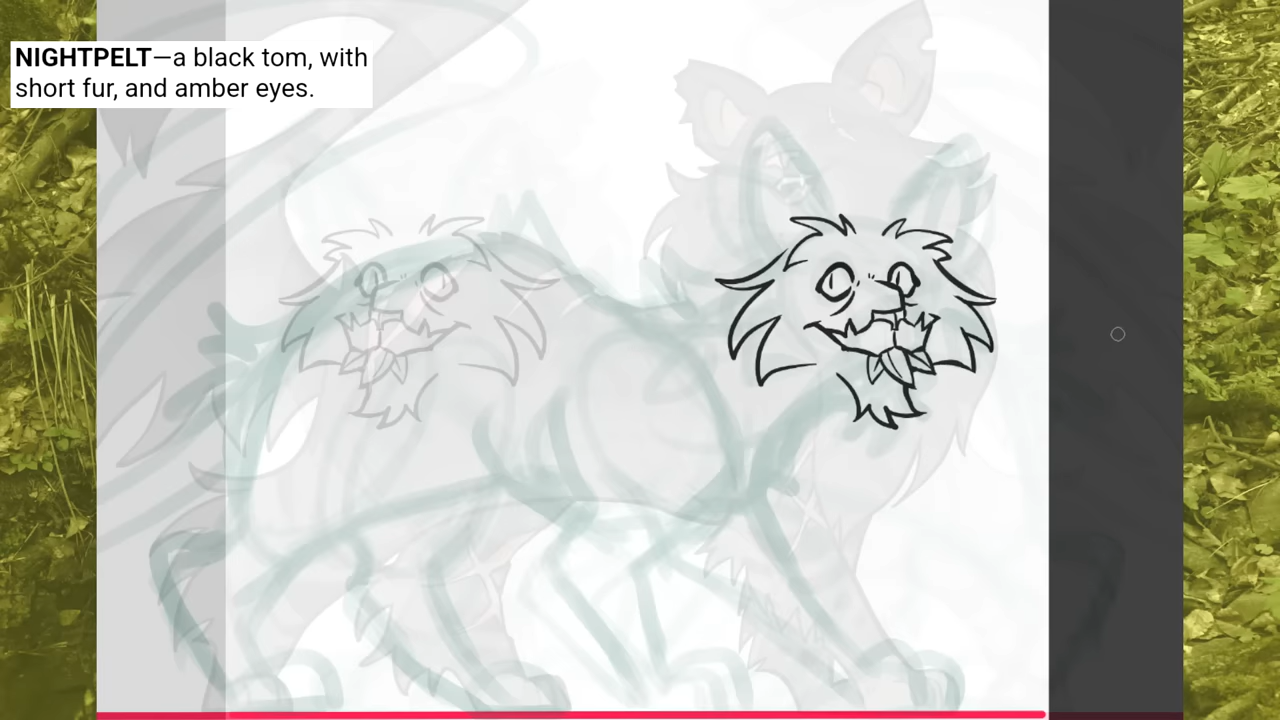 NIGHTPELT—a black tom, with
short fur, and amber eyes.